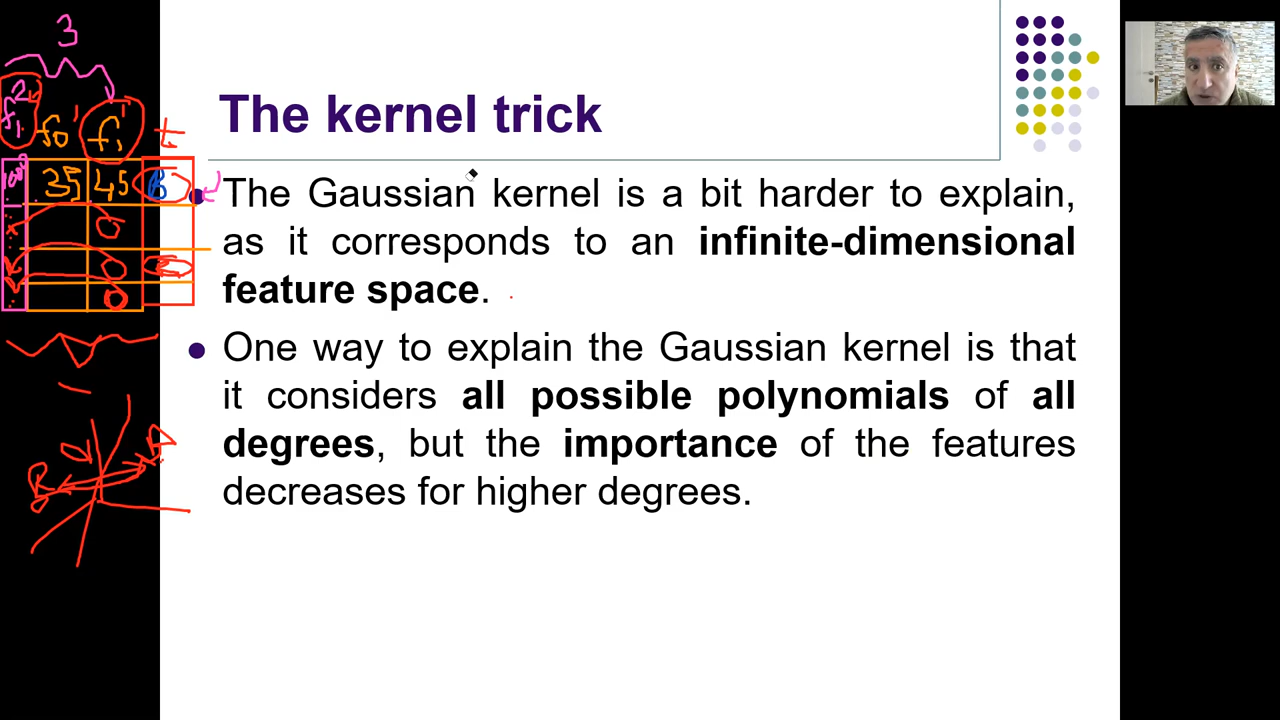 3
The kernel trick
f₁² f₀ f₁ t
35 45 B
• The Gaussian kernel is a bit harder to explain,
as it corresponds to an infinite-dimensional
feature space.
• One way to explain the Gaussian kernel is that
it considers all possible polynomials of all
degrees, but the importance of the features
decreases for higher degrees.